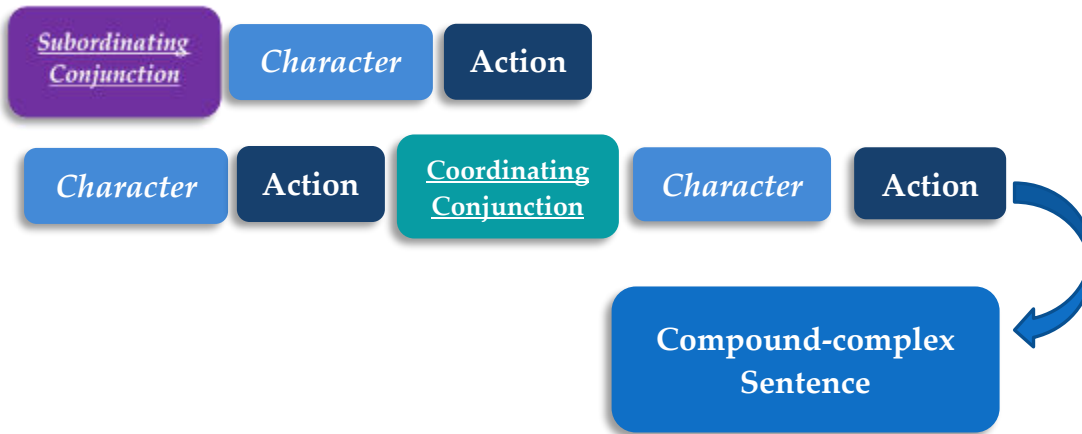 Subordinating
Conjunction
Character
Action
Character
Action
Coordinating
Conjunction
Character
Action
Compound-complex
Sentence